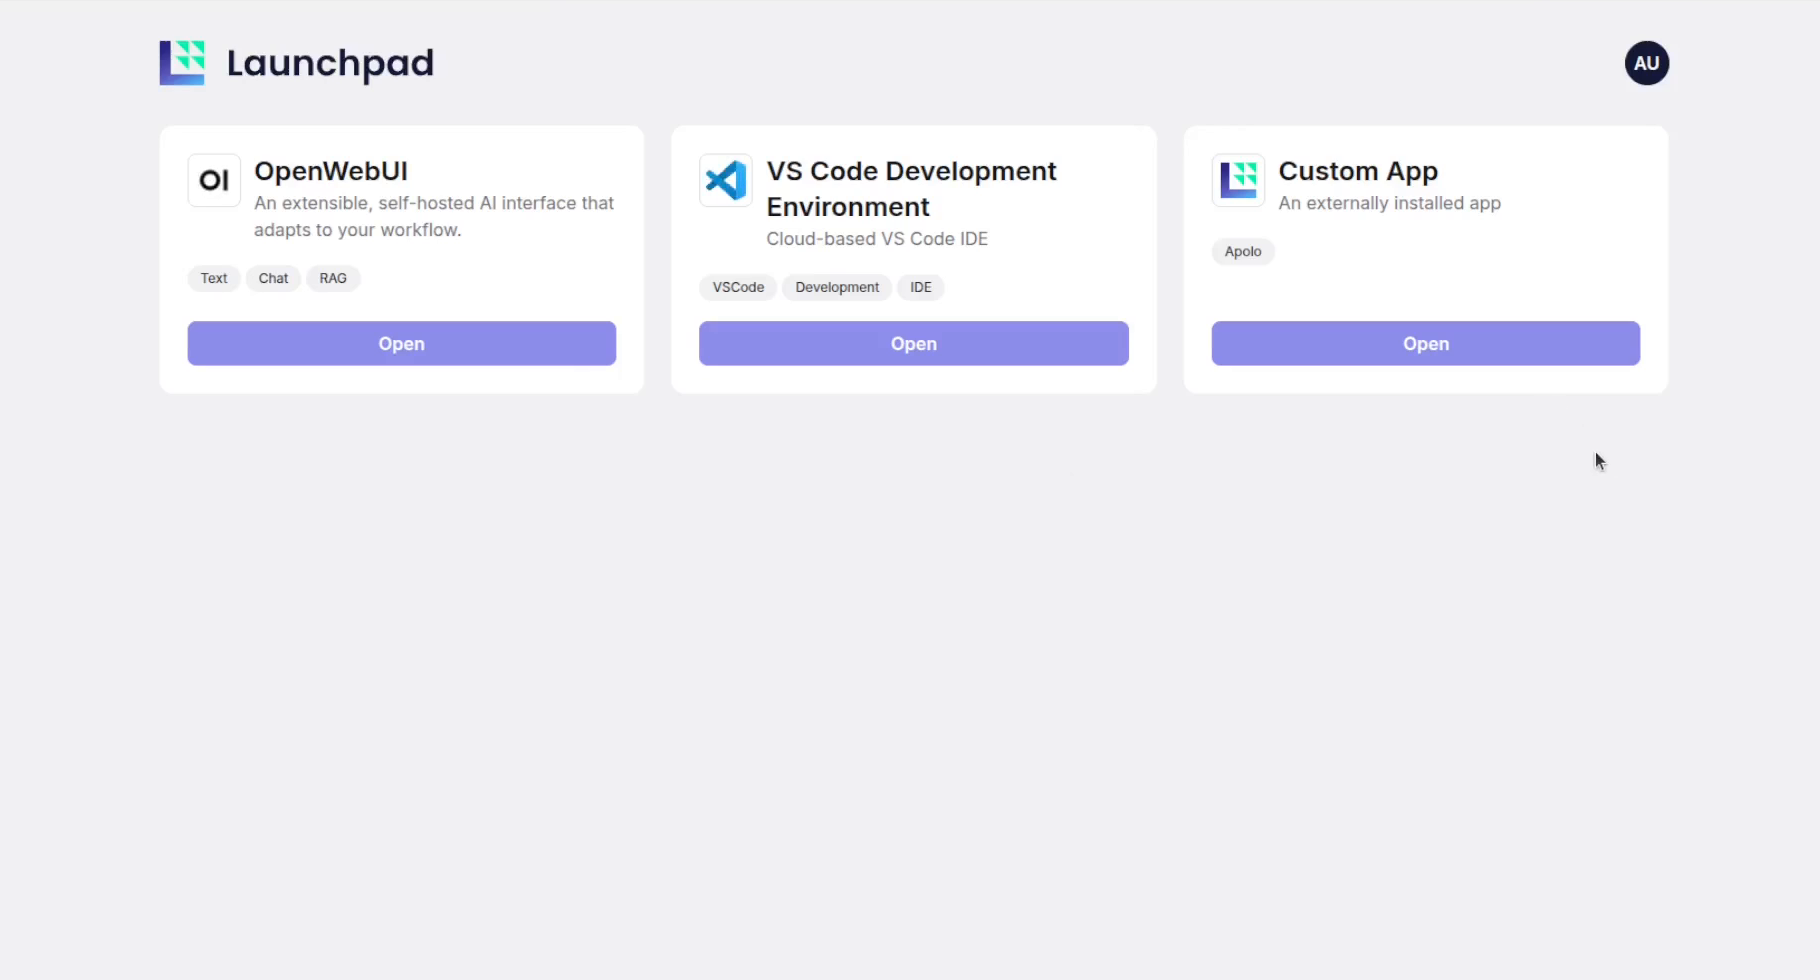 Launchpad
AU
OI
OpenWebUI
An extensible, self-hosted AI interface that
adapts to your workflow.
Text Chat RAG
Open
VS Code Development
Environment
Cloud-based VS Code IDE
VSCode Development IDE
Open
Custom App
An externally installed app
Apolo
Open